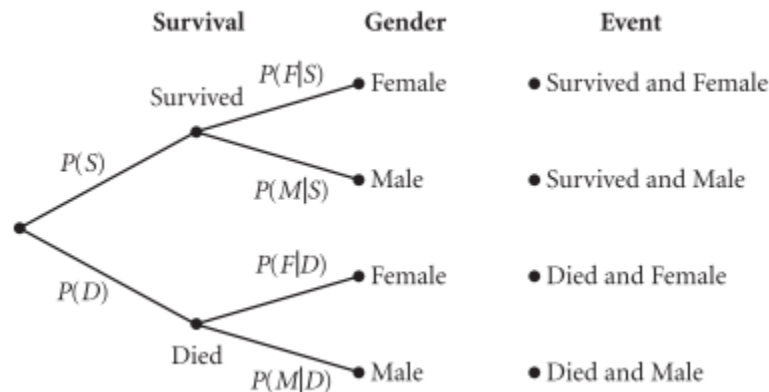 Survival Gender Event
P(F|S) Female Survived and Female
Survived
P(S)
P(M|S) Male Survived and Male
P(F|D) Female Died and Female
P(D)
Died
P(M|D) Male Died and Male